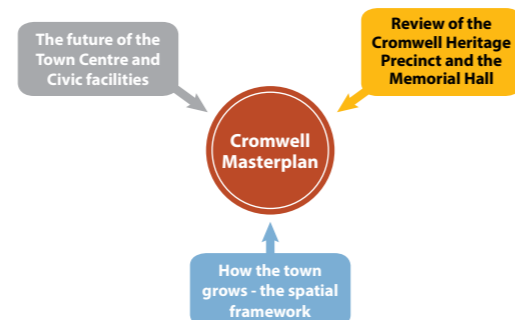 The future of the
Town Centre and
Civic facilities
Review of the
Cromwell Heritage
Precinct and the
Memorial Hall
Cromwell
Masterplan
How the town
grows - the spatial
framework